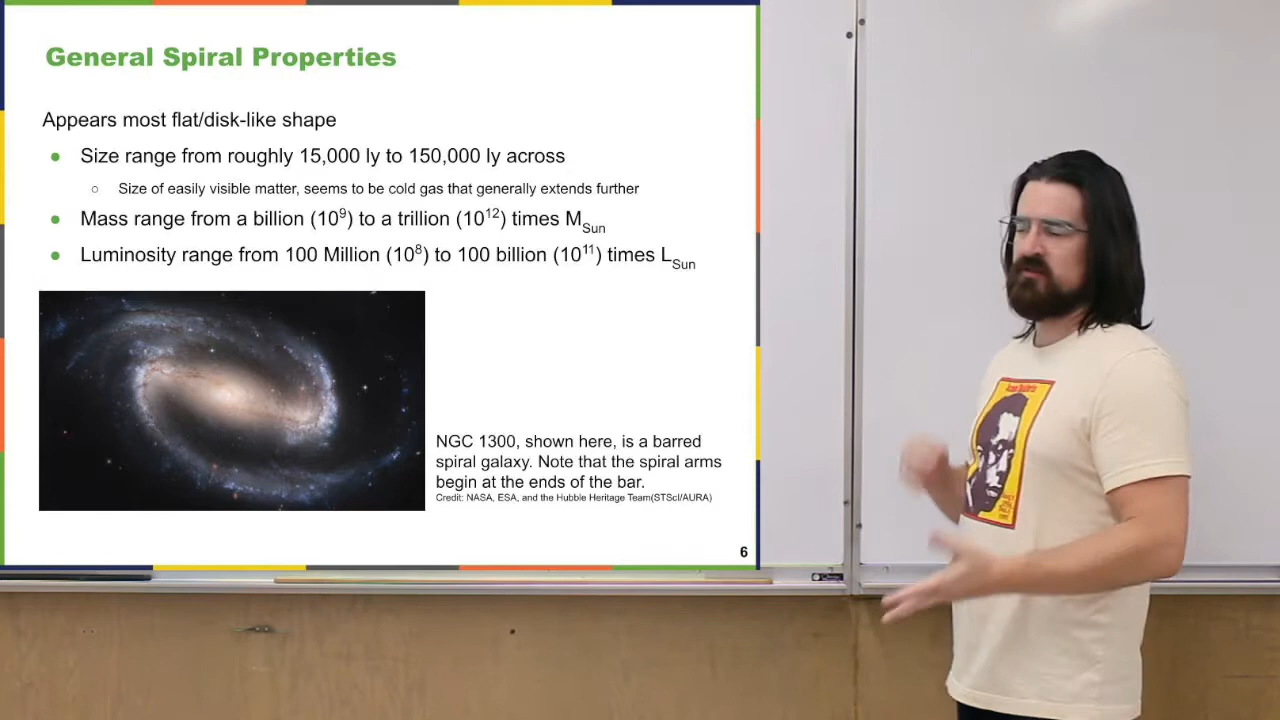 General Spiral Properties
Appears most flat/disk-like shape
● Size range from roughly 15,000 ly to 150,000 ly across
○ Size of easily visible matter, seems to be cold gas that generally extends further
● Mass range from a billion (10⁹) to a trillion (10¹²) times M_Sun
● Luminosity range from 100 Million (10⁸) to 100 billion (10¹¹) times L_Sun
NGC 1300, shown here, is a barred
spiral galaxy. Note that the spiral arms
begin at the ends of the bar.
Credit: NASA, ESA, and the Hubble Heritage Team(STScI/AURA)
6